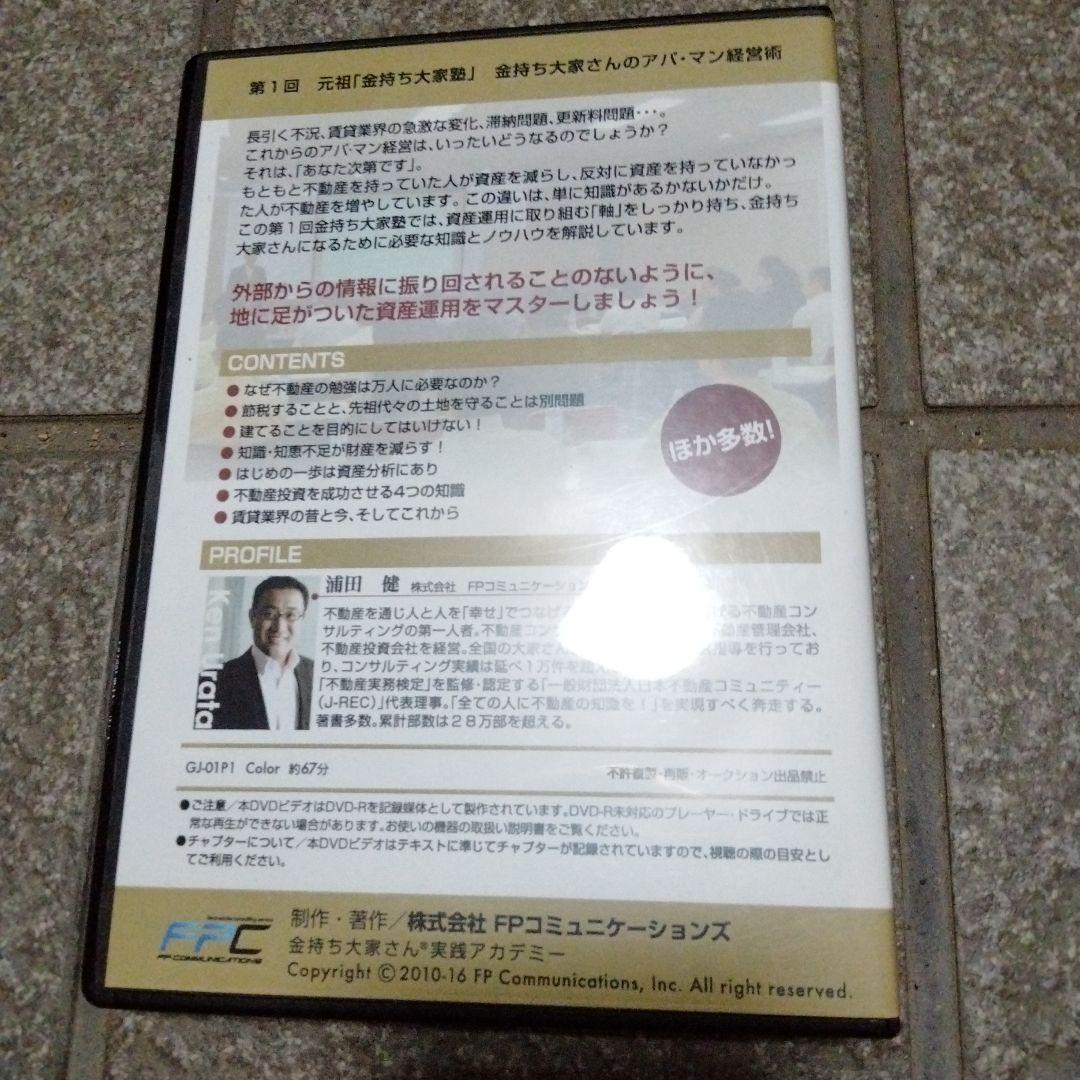 第1回 元祖「金持ち大家塾」 金持ち大家さんのアパ・マン経営術
長引く不況、賃貸業界の急激な変化、滞納問題、更新料問題・・・。
これからのアパ・マン経営は、いったいどうなるのでしょうか？
それは、「あなた次第です」。
もともと不動産を持っていた人が資産を減らし、反対に資産を持っていなかっ
た人が不動産を増やしています。この違いは、単に知識があるかないかだけ。
この第1回金持ち大家塾では、資産運用に取り組む「軸」をしっかり持ち、金持ち
大家さんになるために必要な知識とノウハウを解説しています。
外部からの情報に振り回されることのないように、
地に足がついた資産運用をマスターしましょう！
CONTENTS
●なぜ不動産の勉強は万人に必要なのか？
●節税することと、先祖代々の土地を守ることは別問題
●建てることを目的にしてはいけない！
●知識・知恵不足が財産を減らす！
●はじめの一歩は資産分析にあり
●不動産投資を成功させる4つの知識
●賃貸業界の昔と今、そしてこれから
ほか多数!
PROFILE
Ken Urata
浦田 健 株式会社 FPコミュニケーション
不動産を通じ人と人を「幸せ」でつなげ る不動産コン
サルティングの第一人者。不動産コン 動産管理会社、
不動産投資会社を経営。全国の大家さん 指導を行ってお
り、コンサルティング実績は延べ1万件を超え
「不動産実務検定」を監修・認定する「一般財団法人日本不動産コミュニティー
（J-REC）」代表理事。「全ての人に不動産の知識を！」を実現すべく奔走する。
著書多数。累計部数は28万部を超える。
GJ-01P1 Color 約67分
不許複製・再販・オークション出品禁止
●ご注意／本DVDビデオはDVD-Rを記録媒体として製作されています。DVD-R未対応のプレーヤー・ドライブでは正
常な再生ができない場合があります。お使いの機器の取扱い説明書をご覧ください。
●チャプターについて／本DVDビデオはテキストに準じてチャプターが記録されていますので、視聴の際の目安とし
てご利用ください。
FPC
FP COMMUNICATIONS
制作・著作／株式会社 FPコミュニケーションズ
金持ち大家さん®実践アカデミー
Copyright Ⓒ 2010-16 FP Communications, Inc. All right reserved.